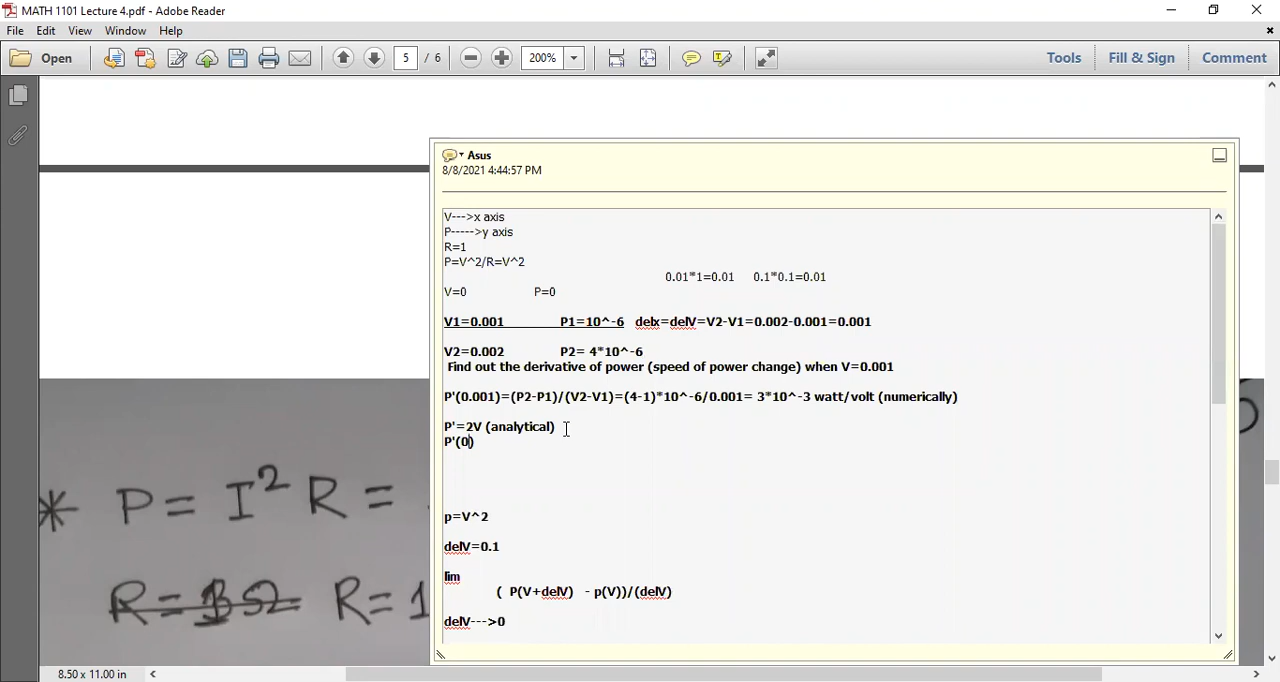 MATH 1101 Lecture 4.pdf - Adobe Reader
File Edit View Window Help
Open 5 / 6 200% Tools Fill & Sign Comment
Asus
8/8/2021 4:44:57 PM
V--->x axis
P----->y axis
R=1
P=V^2/R=V^2
0.01*1=0.01 0.1*0.1=0.01
V=0 P=0
V1=0.001 P1=10^-6 delx=delV=V2-V1=0.002-0.001=0.001
V2=0.002 P2= 4*10^-6
Find out the derivative of power (speed of power change) when V=0.001
P'(0.001)=(P2-P1)/(V2-V1)=(4-1)*10^-6/0.001= 3*10^-3 watt/volt (numerically)
P'=2V (analytical)
P'(0)
* P= I² R =
p=V^2
delV=0.1
lim
( P(V+delV) - p(V))/(delV)
R= 1
delV--->0
8.50 x 11.00 in